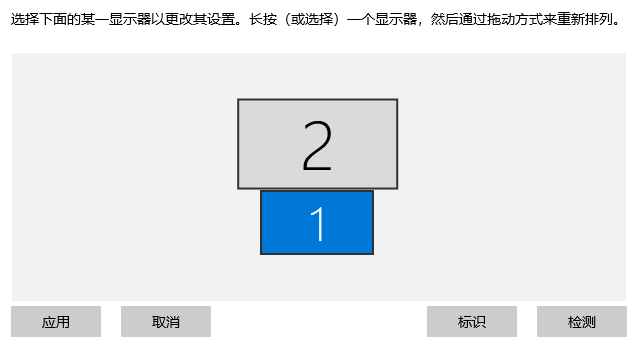 选择下面的某一显示器以更改其设置。长按（或选择）一个显示器，然后通过拖动方式来重新排列。
2
1
应用 取消 标识 检测